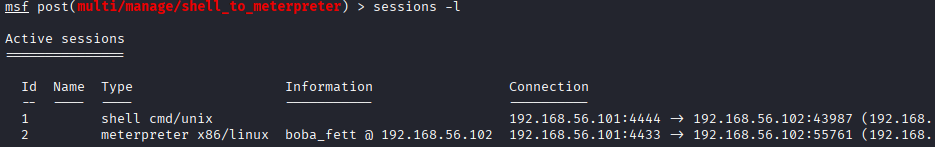 msf post(multi/manage/shell_to_meterpreter) > sessions -l
Active sessions
===============
Id  Name  Type                   Information                Connection
--  ----  ----                   -----------                ----------
1         shell cmd/unix                                    192.168.56.101:4444 -> 192.168.56.102:43987 (192.168.
2         meterpreter x86/linux  boba_fett @ 192.168.56.102  192.168.56.101:4433 -> 192.168.56.102:55761 (192.168.